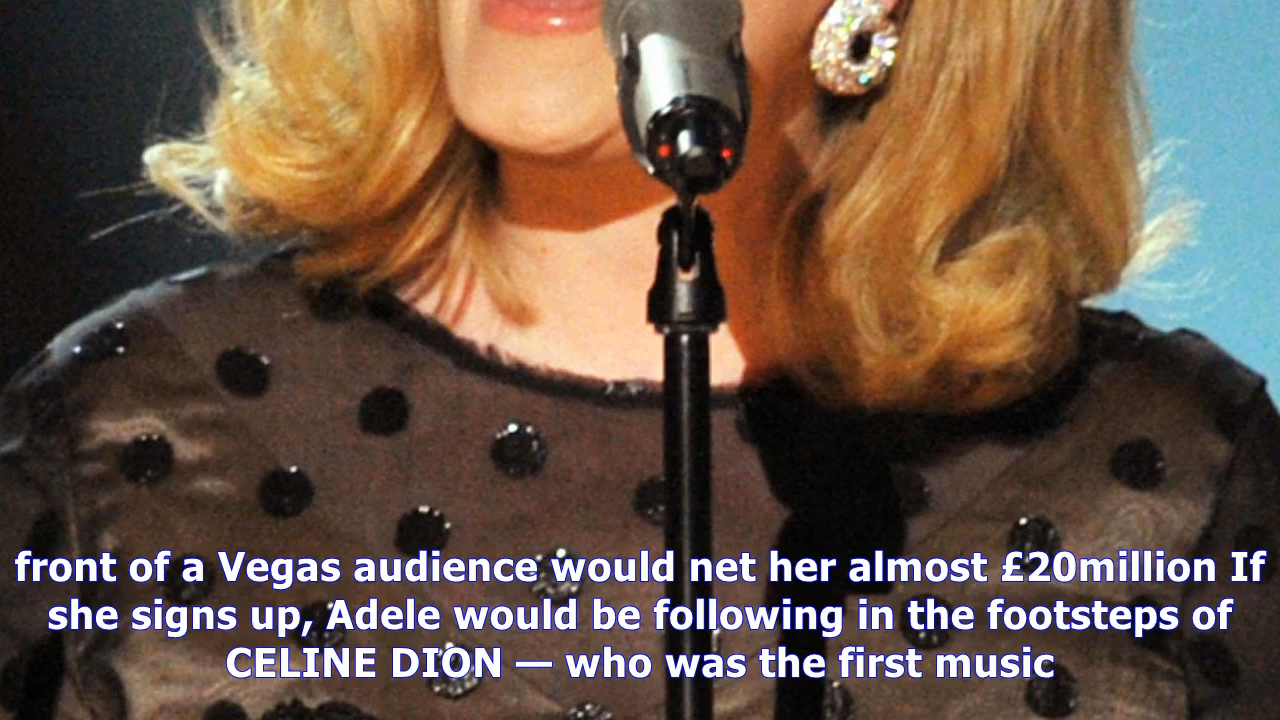 front of a Vegas audience would net her almost £20million If
she signs up, Adele would be following in the footsteps of
CELINE DION — who was the first music